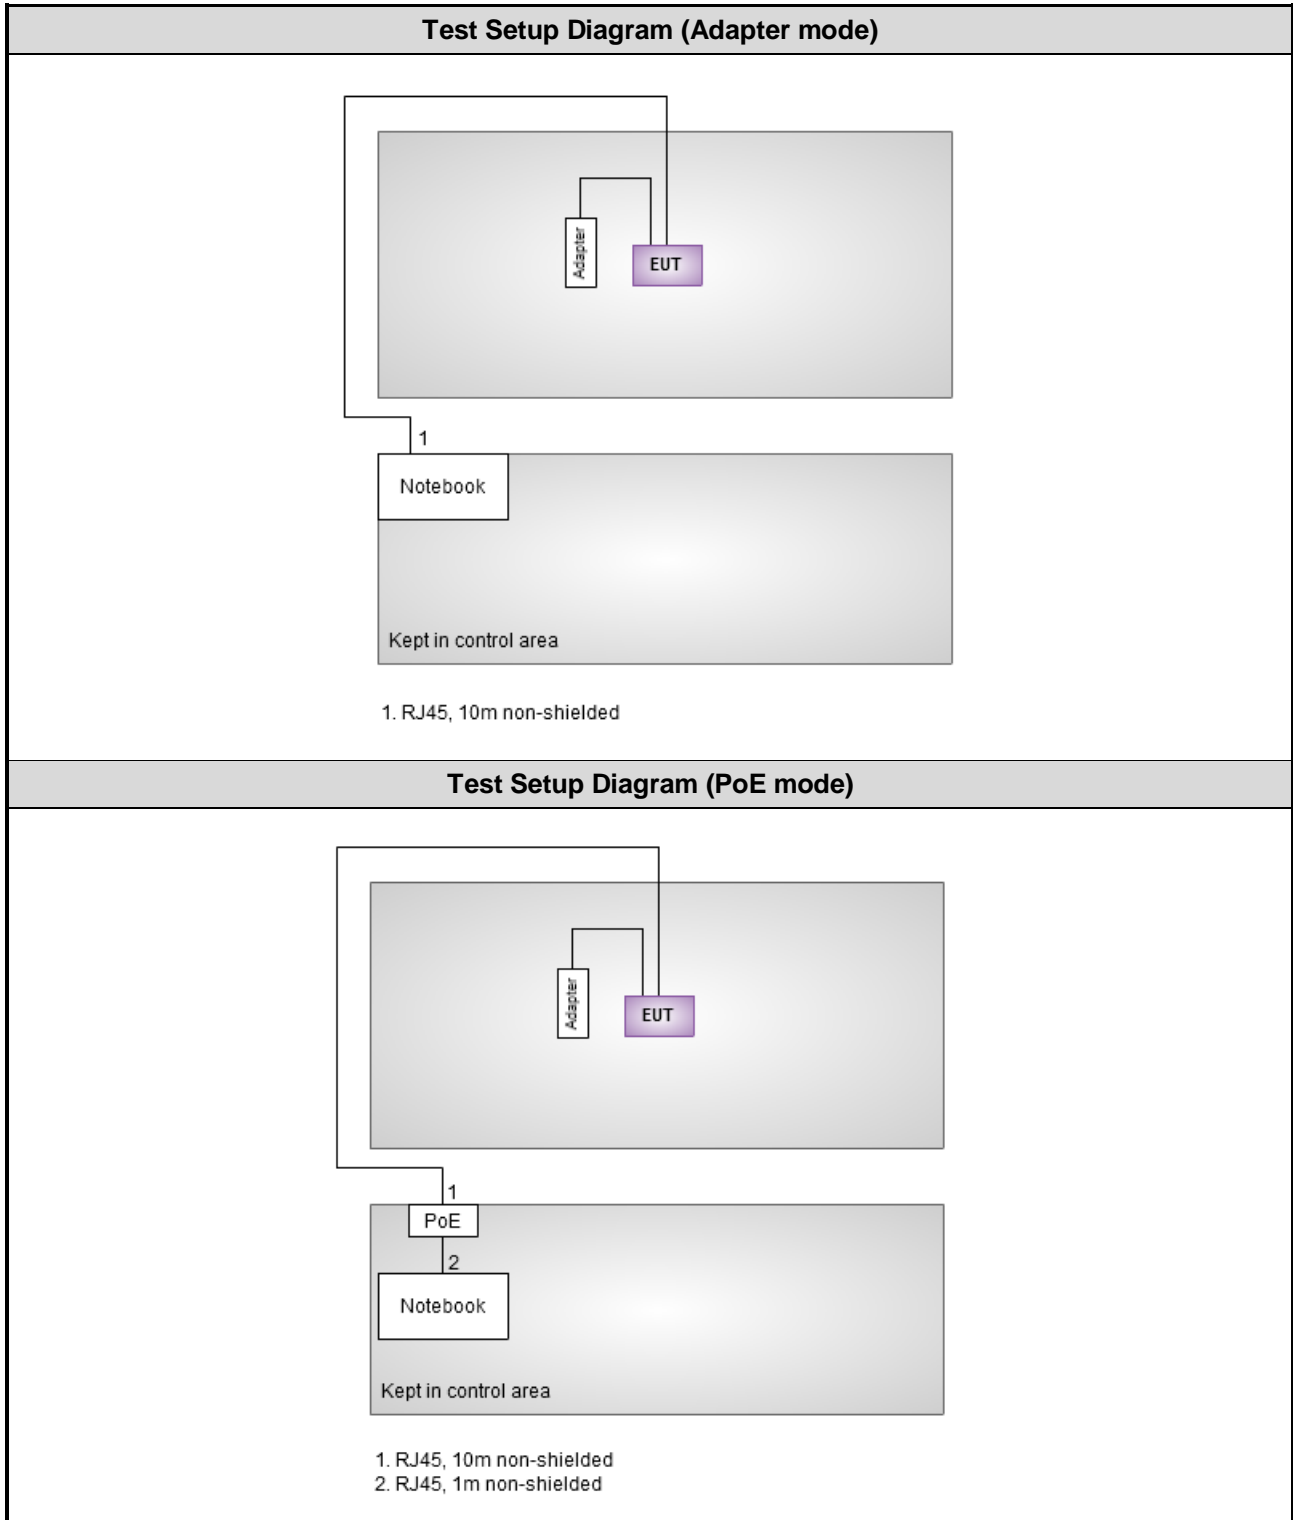 Test Setup Diagram (Adapter mode)
Adapter
EUT
1
Notebook
Kept in control area
1. RJ45, 10m non-shielded
Test Setup Diagram (PoE mode)
Adapter
EUT
1
PoE
2
Notebook
Kept in control area
1. RJ45, 10m non-shielded
2. RJ45, 1m non-shielded